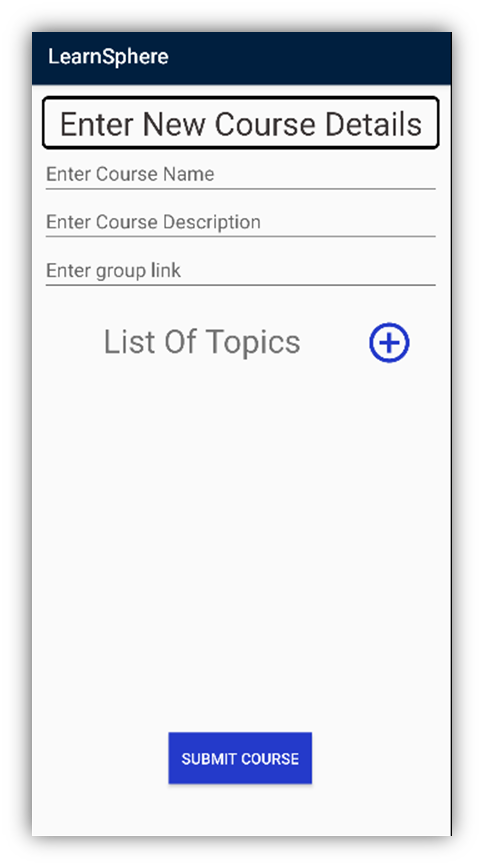 LearnSphere
Enter New Course Details
Enter Course Name
Enter Course Description
Enter group link
List Of Topics
SUBMIT COURSE